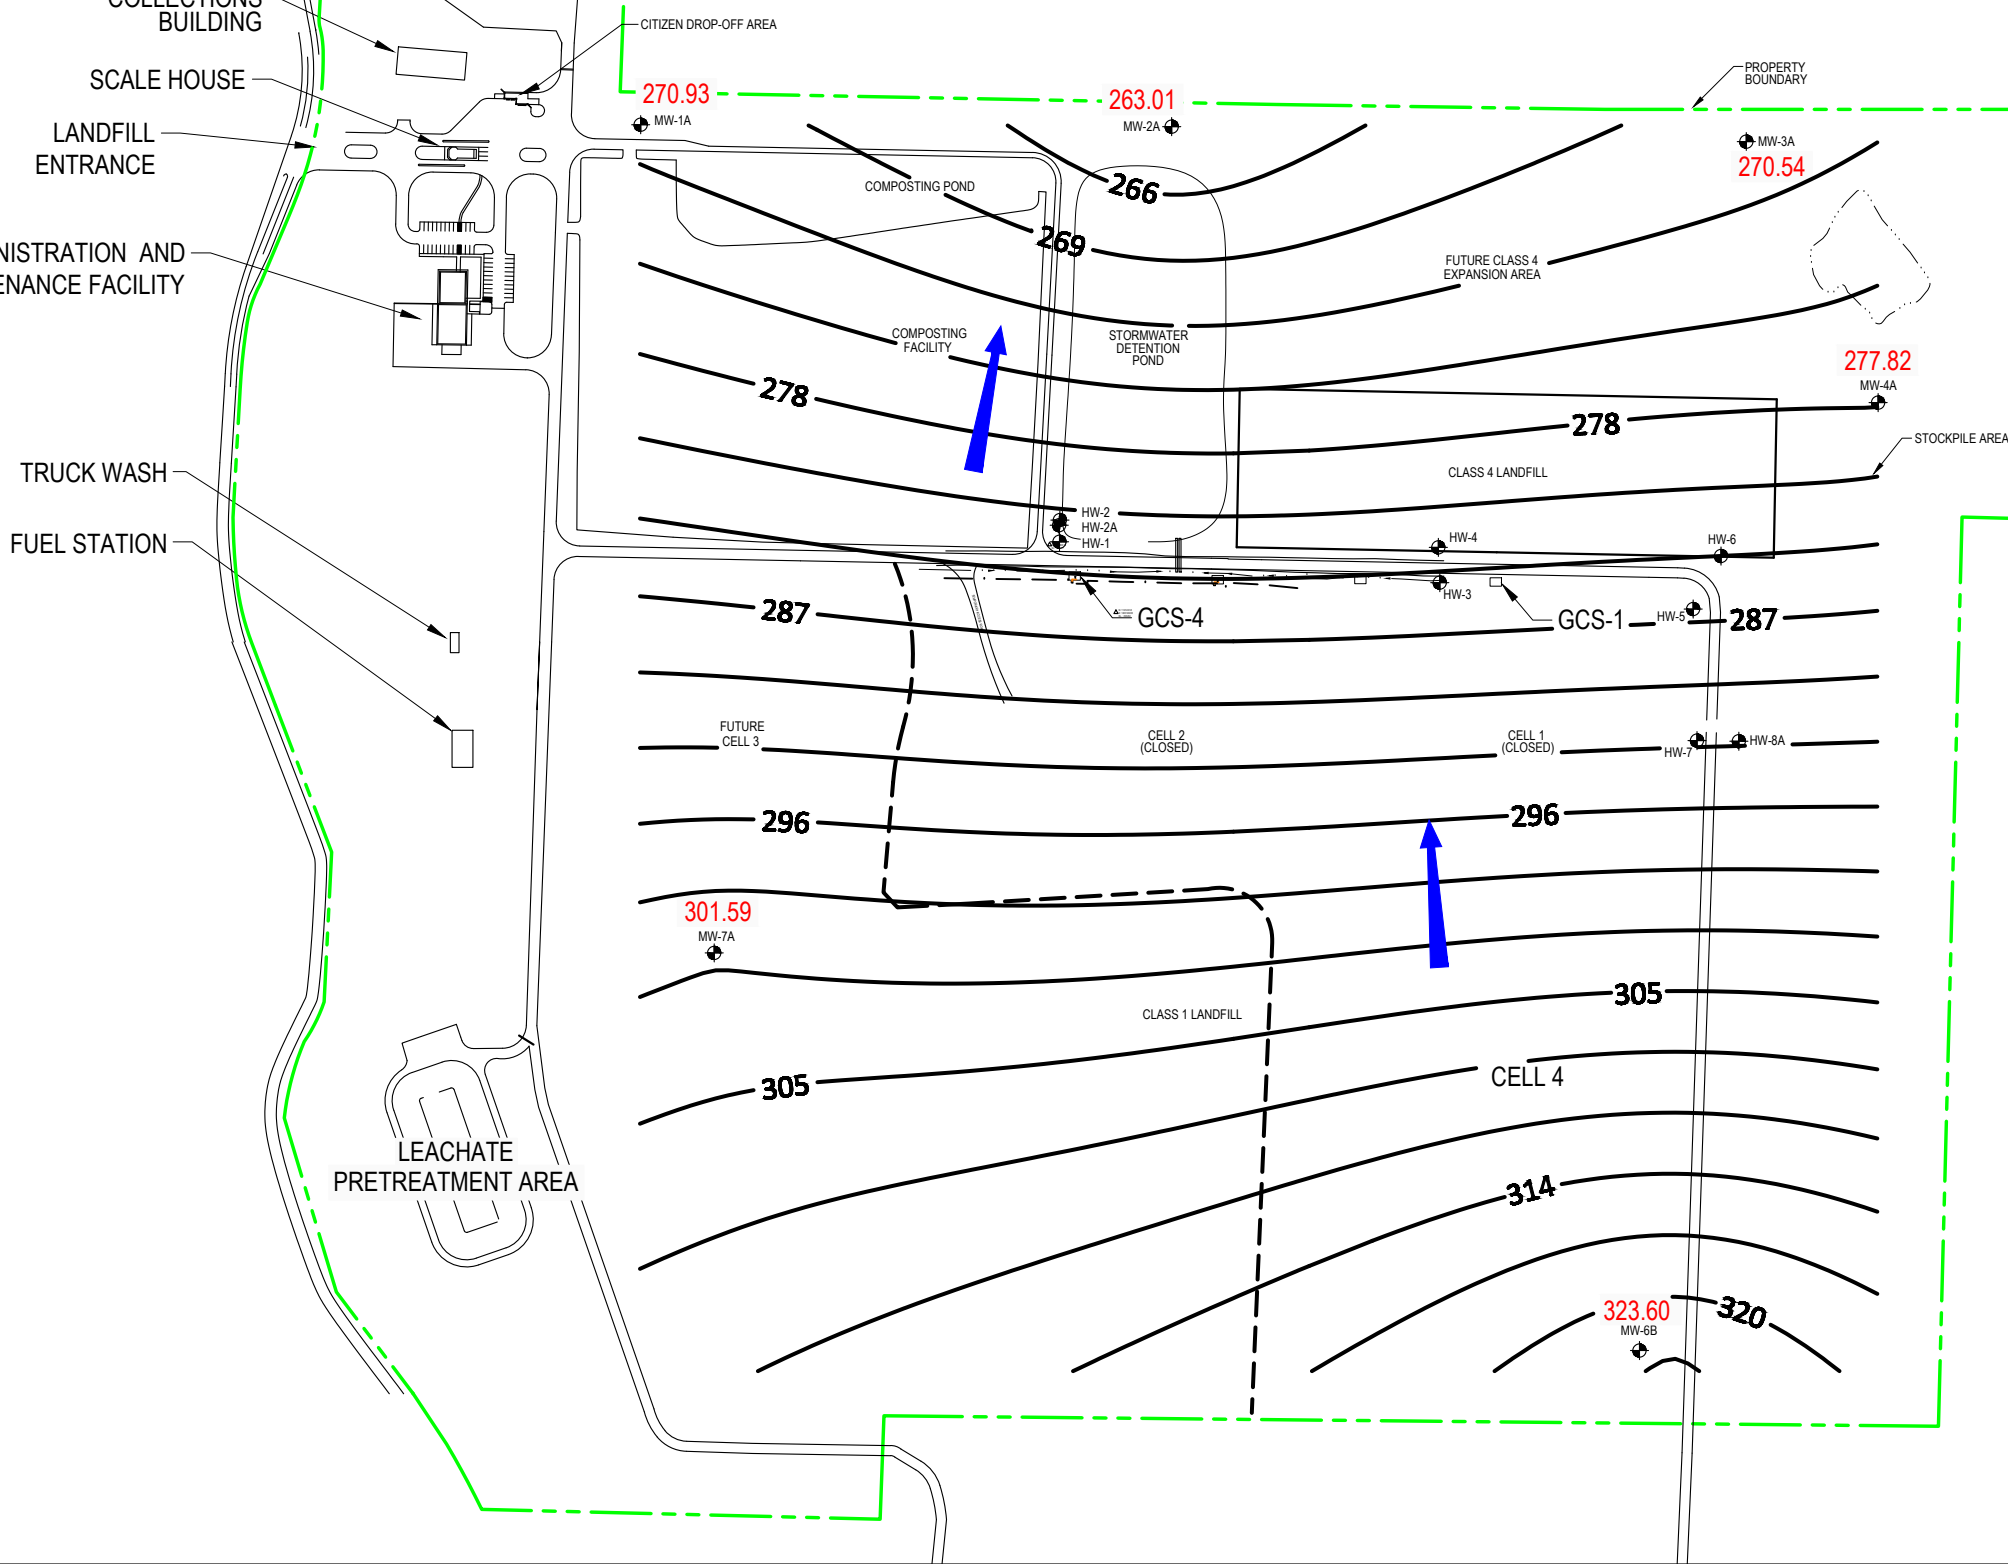 COLLECTIONS
BUILDING
CITIZEN DROP-OFF AREA
SCALE HOUSE
PROPERTY
BOUNDARY
270.93
MW-1A
263.01
MW-2A
MW-3A
270.54
LANDFILL
ENTRANCE
COMPOSTING POND
266
269
NISTRATION AND
ENANCE FACILITY
FUTURE CLASS 4
EXPANSION AREA
COMPOSTING
FACILITY
STORMWATER
DETENTION
POND
277.82
MW-4A
278
278
STOCKPILE AREA
TRUCK WASH
CLASS 4 LANDFILL
FUEL STATION
HW-2
HW-2A
HW-1
HW-4
HW-6
HW-3
287
GCS-4
GCS-1
HW-5
287
FUTURE
CELL 3
CELL 2
(CLOSED)
CELL 1
(CLOSED)
HW-7
HW-8A
296
296
301.59
MW-7A
305
CLASS 1 LANDFILL
305
CELL 4
LEACHATE
PRETREATMENT AREA
314
323.60
MW-6B
320